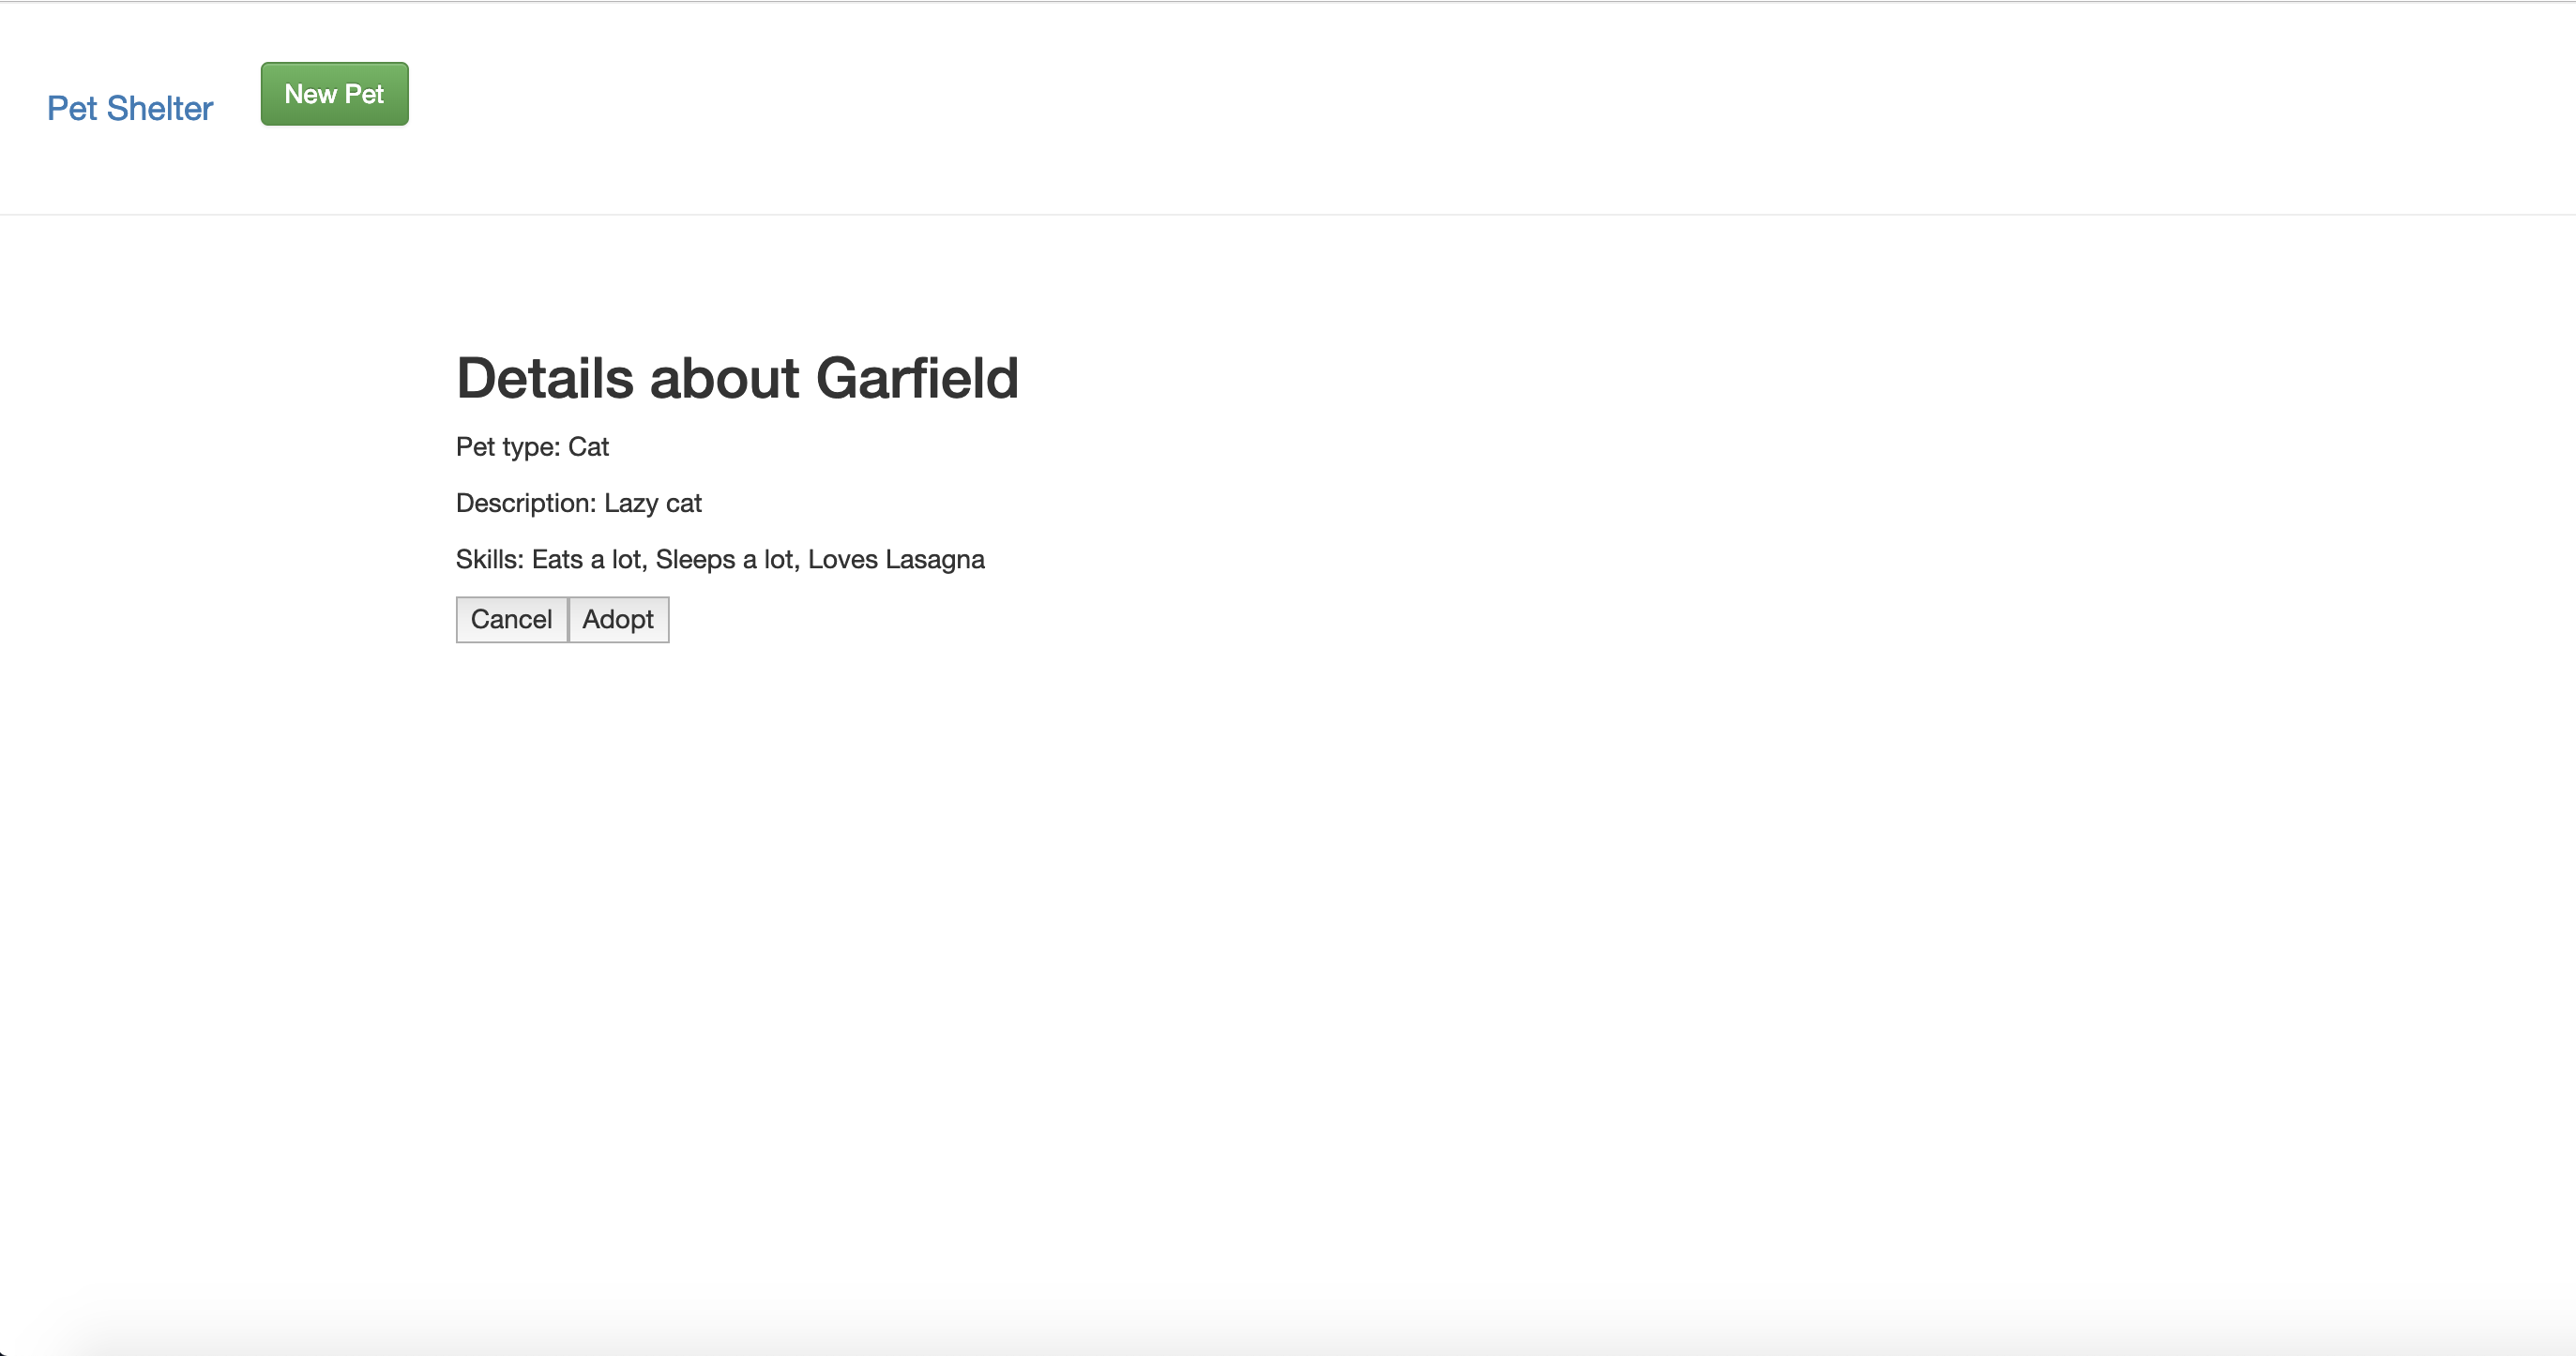 Pet Shelter New Pet
Details about Garfield
Pet type: Cat
Description: Lazy cat
Skills: Eats a lot, Sleeps a lot, Loves Lasagna
Cancel Adopt